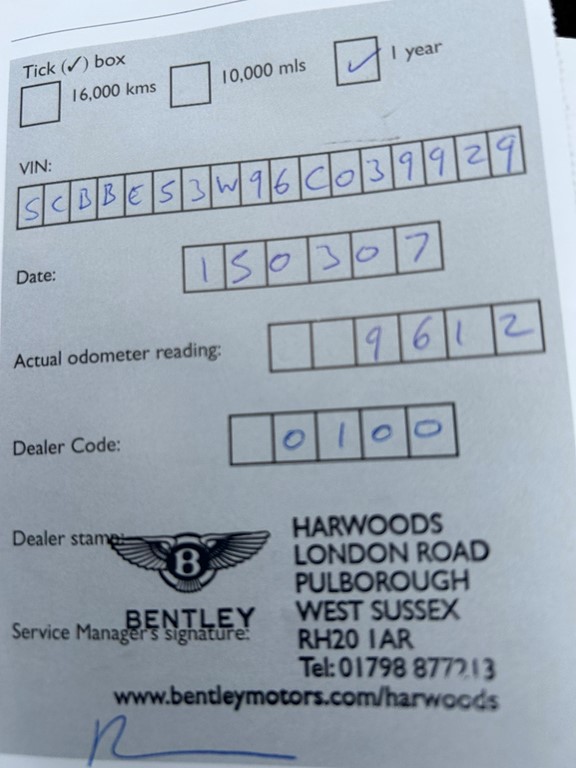 Tick (✓) box
16,000 kms 10,000 mls ✓ 1 year
VIN:
SCBBE53W96C039929
Date: 150307
Actual odometer reading: 9612
Dealer Code: 0100
Dealer stamp:
B
BENTLEY
Service Manager's signature:
HARWOODS
LONDON ROAD
PULBOROUGH
WEST SUSSEX
RH20 1AR
Tel: 01798 877213
www.bentleymotors.com/harwoods